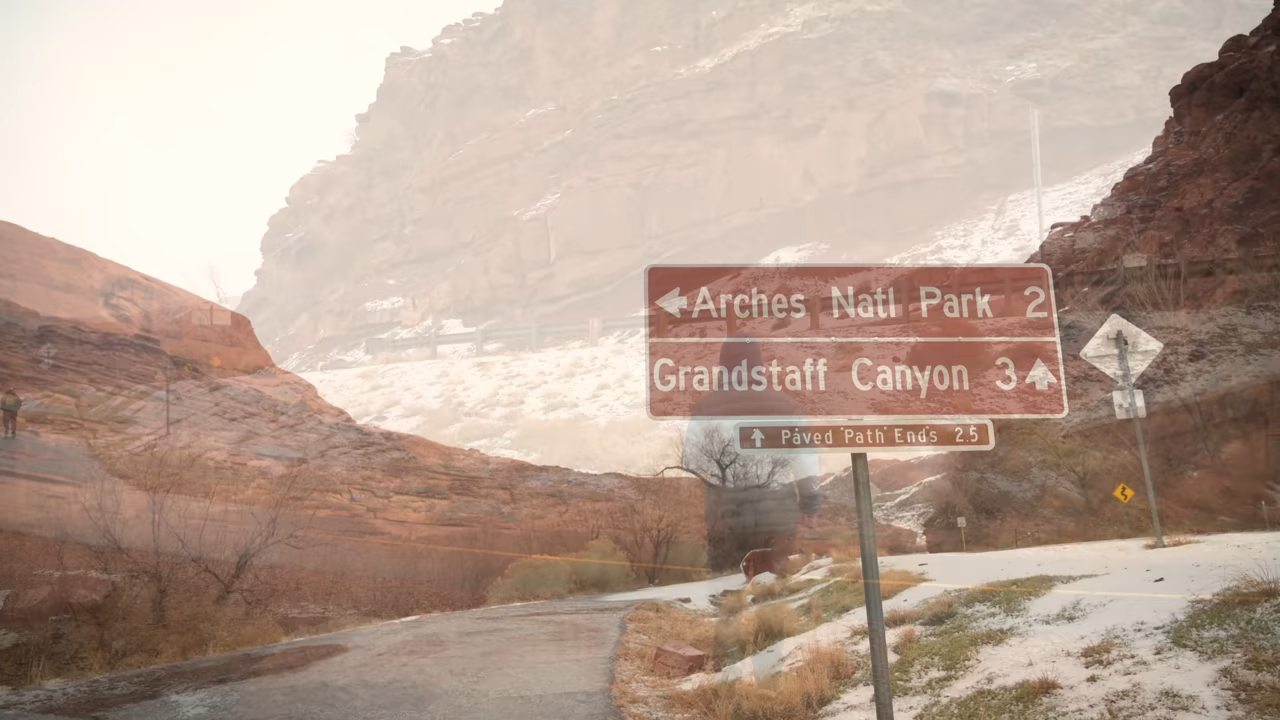 Arches Natl Park 2
Grandstaff Canyon 3
Paved Path Ends 2.5